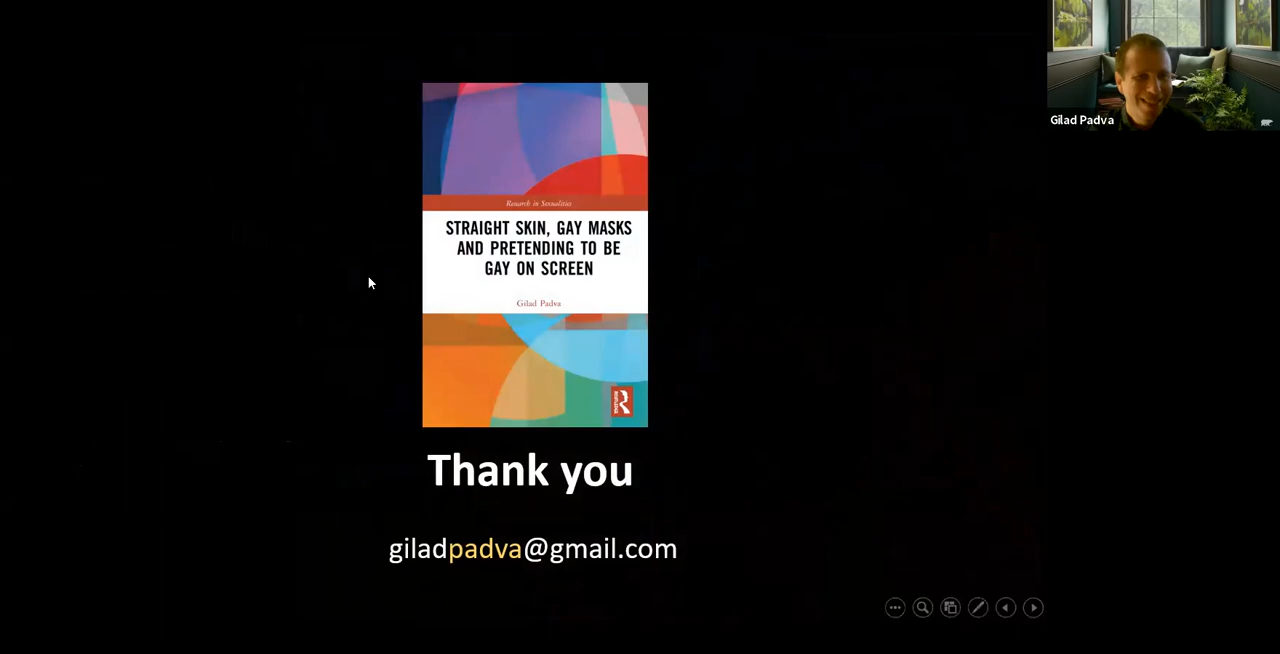 Gilad Padva
Research in Sexualities
STRAIGHT SKIN, GAY MASKS
AND PRETENDING TO BE
GAY ON SCREEN
Gilad Padva
Thank you
giladpadva@gmail.com